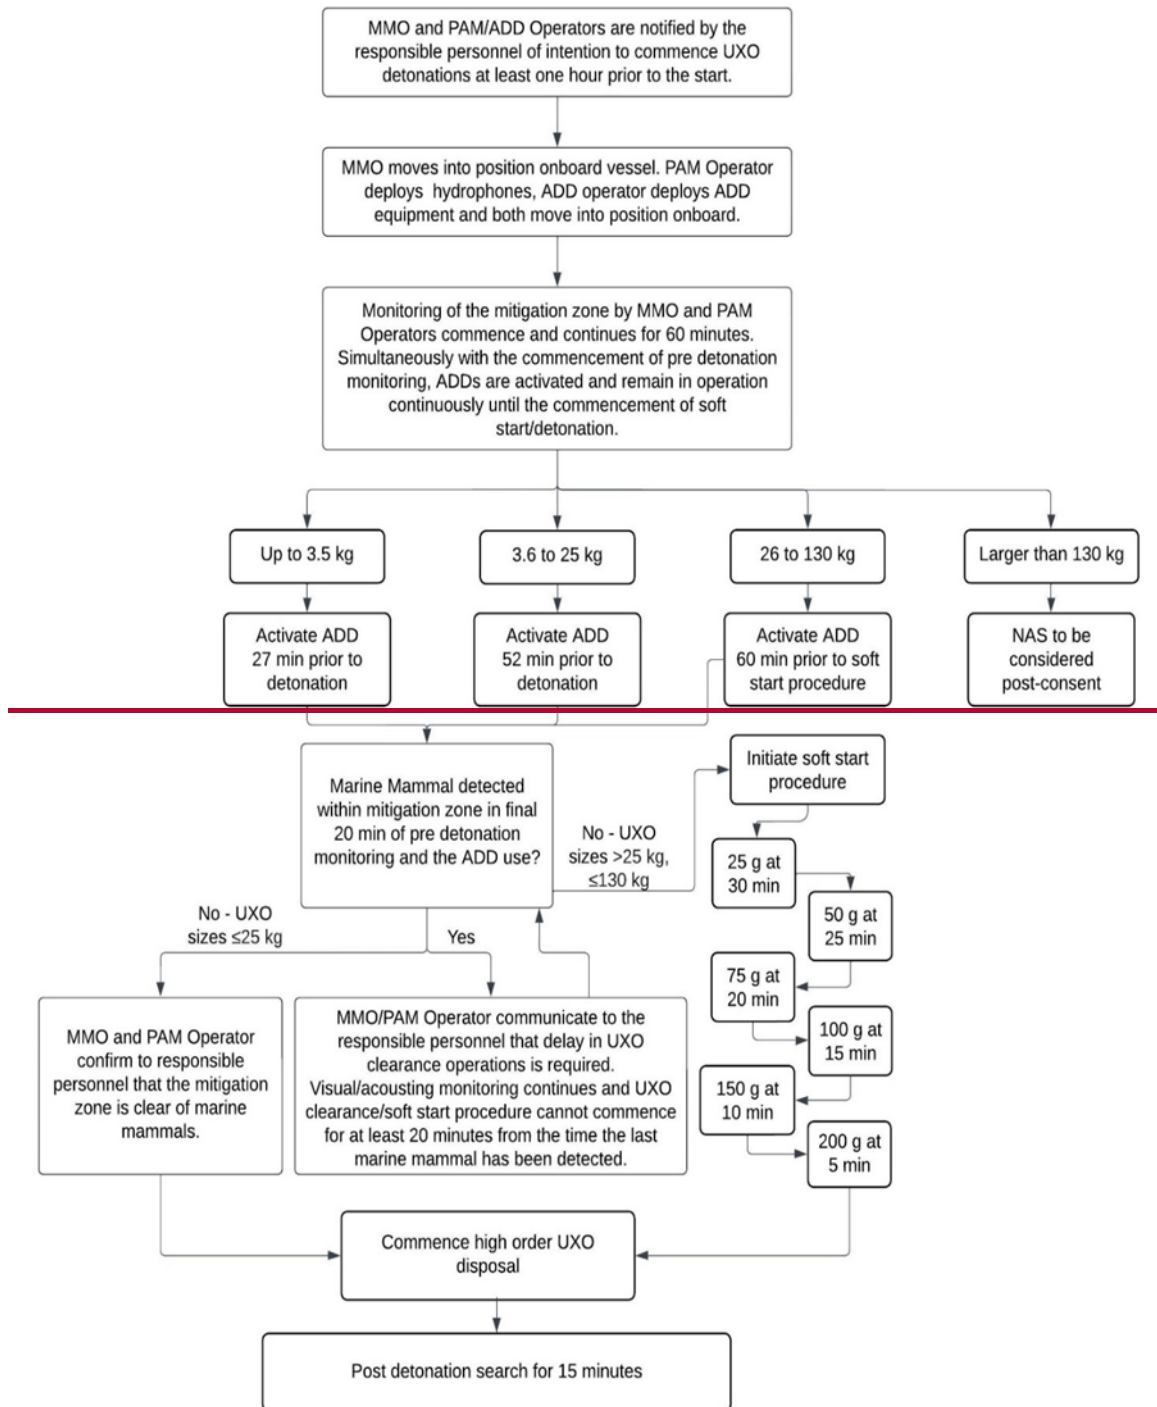 MMO and PAM/ADD Operators are notified by the
responsible personnel of intention to commence UXO
detonations at least one hour prior to the start.
MMO moves into position onboard vessel. PAM Operator
deploys hydrophones, ADD operator deploys ADD
equipment and both move into position onboard.
Monitoring of the mitigation zone by MMO and PAM
Operators commence and continues for 60 minutes.
Simultaneously with the commencement of pre detonation
monitoring, ADDs are activated and remain in operation
continuously until the commencement of soft
start/detonation.
Up to 3.5 kg
3.6 to 25 kg
26 to 130 kg
Larger than 130 kg
Activate ADD
27 min prior to
detonation
Activate ADD
52 min prior to
detonation
Activate ADD
60 min prior to soft
start procedure
NAS to be
considered
post-consent
Marine Mammal detected
within mitigation zone in final
20 min of pre detonation
monitoring and the ADD use?
No - UXO
sizes >25 kg,
≤130 kg
Initiate soft start
procedure
25 g at
30 min
50 g at
25 min
75 g at
20 min
100 g at
15 min
150 g at
10 min
200 g at
5 min
No - UXO
sizes ≤25 kg
Yes
MMO and PAM Operator
confirm to responsible
personnel that the mitigation
zone is clear of marine
mammals.
MMO/PAM Operator communicate to the
responsible personnel that delay in UXO
clearance operations is required.
Visual/acousting monitoring continues and UXO
clearance/soft start procedure cannot commence
for at least 20 minutes from the time the last
marine mammal has been detected.
Commence high order UXO
disposal
Post detonation search for 15 minutes